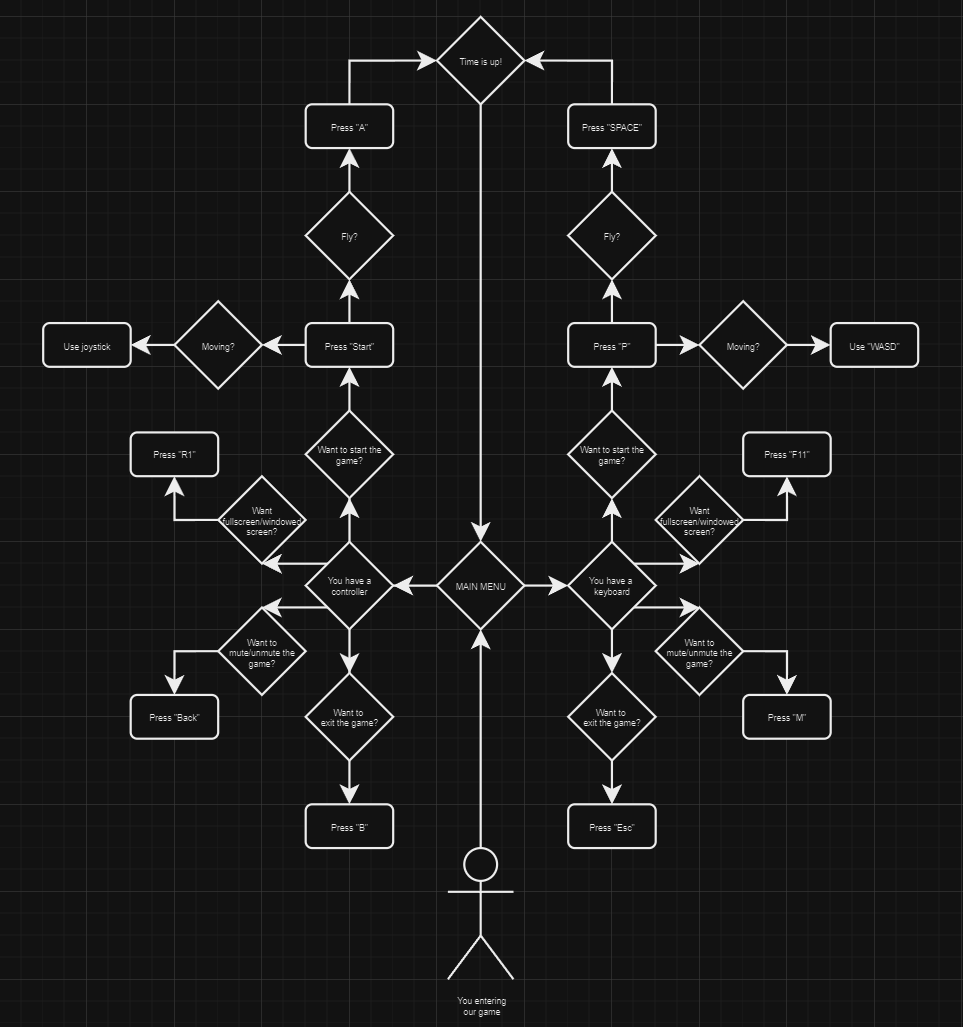 Time is up!
Press "A"
Press "SPACE"
Fly?
Fly?
Use joystick
Moving?
Press "Start"
Press "P"
Moving?
Use "WASD"
Want to start the
game?
Want to start the
game?
Press "R1"
Press "F11"
Want
fullscreen/windowed
screen?
Want
fullscreen/windowed
screen?
You have a
controller
MAIN MENU
You have a
keyboard
Want to
mute/unmute the
game?
Want to
mute/unmute the
game?
Press "Back"
Want to
exit the game?
Want to
exit the game?
Press "M"
Press "B"
Press "Esc"
You entering
our game